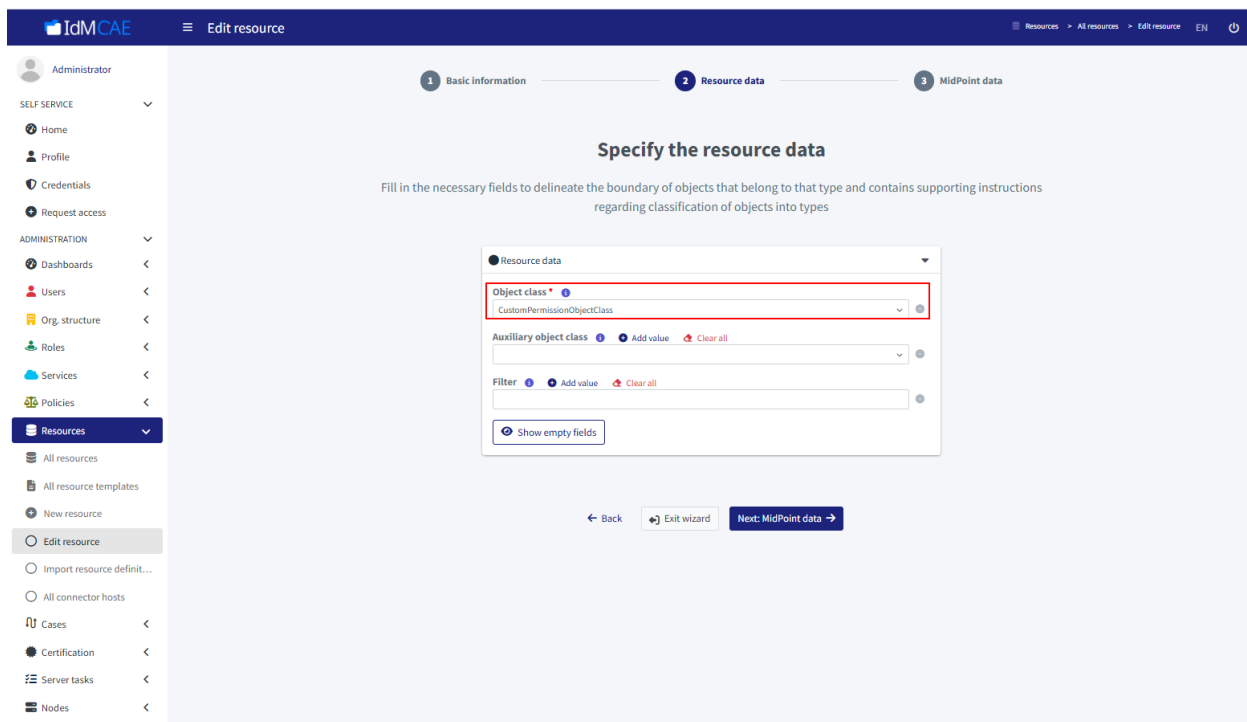 IdMCAE
Edit resource
Resources > All resources > Edit resource EN
Administrator
SELF SERVICE
Home
Profile
Credentials
Request access
ADMINISTRATION
Dashboards
Users
Org. structure
Roles
Services
Policies
Resources
All resources
All resource templates
New resource
Edit resource
Import resource definit...
All connector hosts
Cases
Certification
Server tasks
Nodes
1 Basic information
2 Resource data
3 MidPoint data
Specify the resource data
Fill in the necessary fields to delineate the boundary of objects that belong to that type and contains supporting instructions
regarding classification of objects into types
Resource data
Object class *
CustomPermissionObjectClass
Auxiliary object class Add value Clear all
Filter Add value Clear all
Show empty fields
Back Exit wizard Next: MidPoint data